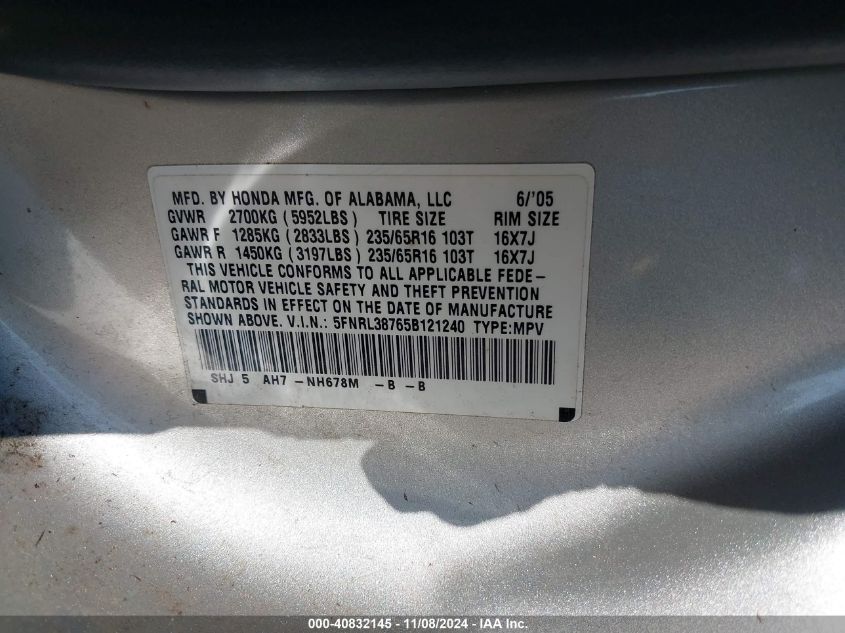 MFD. BY HONDA MFG. OF ALABAMA, LLC 6/'05
GVWR 2700KG (5952LBS) TIRE SIZE RIM SIZE
GAWR F 1285KG (2833LBS) 235/65R16 103T 16X7J
GAWR R 1450KG (3197LBS) 235/65R16 103T 16X7J
THIS VEHICLE CONFORMS TO ALL APPLICABLE FEDE-
RAL MOTOR VEHICLE SAFETY AND THEFT PREVENTION
STANDARDS IN EFFECT ON THE DATE OF MANUFACTURE
SHOWN ABOVE. V.I.N.: 5FNRL38765B121240 TYPE:MPV
SHJ 5 AH7 -NH678M -B -B
000-40832145 - 11/08/2024 - IAA Inc.